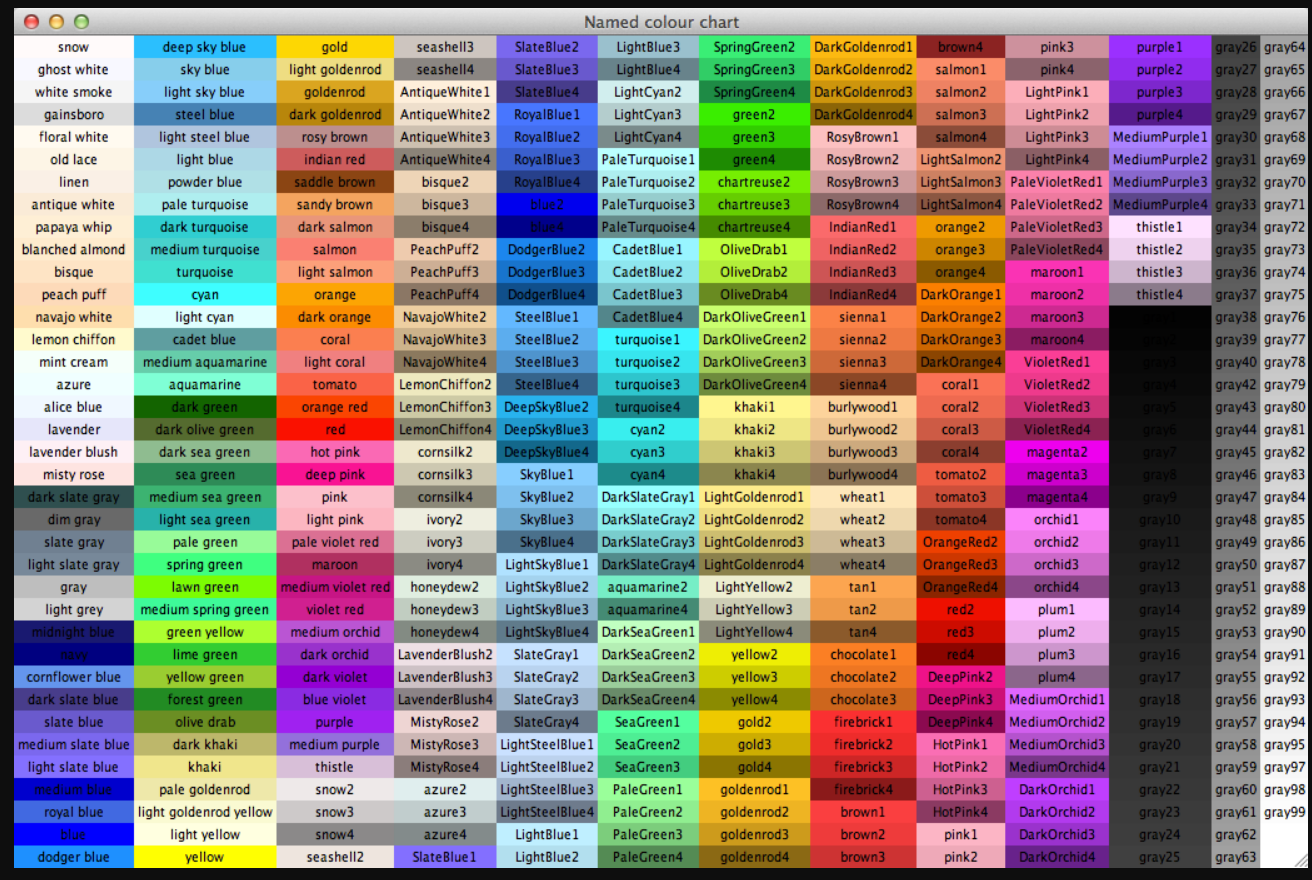 Named colour chart
snow
ghost white
white smoke
gainsboro
floral white
old lace
linen
antique white
papaya whip
blanched almond
bisque
peach puff
navajo white
lemon chiffon
mint cream
azure
alice blue
lavender
lavender blush
misty rose
dark slate gray
dim gray
slate gray
light slate gray
gray
light grey
midnight blue
navy
cornflower blue
dark slate blue
slate blue
medium slate blue
light slate blue
medium blue
royal blue
blue
dodger blue
deep sky blue
sky blue
light sky blue
steel blue
light steel blue
light blue
powder blue
pale turquoise
dark turquoise
medium turquoise
turquoise
cyan
light cyan
cadet blue
medium aquamarine
aquamarine
dark green
dark olive green
dark sea green
sea green
medium sea green
light sea green
pale green
spring green
lawn green
medium spring green
green yellow
lime green
yellow green
forest green
olive drab
dark khaki
khaki
pale goldenrod
light goldenrod yellow
light yellow
yellow
gold
light goldenrod
goldenrod
dark goldenrod
rosy brown
indian red
saddle brown
sandy brown
dark salmon
salmon
light salmon
orange
dark orange
coral
light coral
tomato
orange red
red
hot pink
deep pink
pink
light pink
pale violet red
maroon
medium violet red
violet red
medium orchid
dark orchid
dark violet
blue violet
purple
medium purple
thistle
snow2
snow3
snow4
seashell2
seashell3
seashell4
AntiqueWhite1
AntiqueWhite2
AntiqueWhite3
AntiqueWhite4
bisque2
bisque3
bisque4
PeachPuff2
PeachPuff3
PeachPuff4
NavajoWhite2
NavajoWhite3
NavajoWhite4
LemonChiffon2
LemonChiffon3
LemonChiffon4
cornsilk2
cornsilk3
cornsilk4
ivory2
ivory3
ivory4
honeydew2
honeydew3
honeydew4
LavenderBlush2
LavenderBlush3
LavenderBlush4
MistyRose2
MistyRose3
MistyRose4
azure2
azure3
azure4
SlateBlue1
SlateBlue2
SlateBlue3
SlateBlue4
RoyalBlue1
RoyalBlue2
RoyalBlue3
RoyalBlue4
blue2
blue4
DodgerBlue2
DodgerBlue3
DodgerBlue4
SteelBlue1
SteelBlue2
SteelBlue3
SteelBlue4
DeepSkyBlue2
DeepSkyBlue3
DeepSkyBlue4
SkyBlue1
SkyBlue2
SkyBlue3
SkyBlue4
LightSkyBlue1
LightSkyBlue2
LightSkyBlue3
LightSkyBlue4
SlateGray1
SlateGray2
SlateGray3
SlateGray4
LightSteelBlue1
LightSteelBlue2
LightSteelBlue3
LightSteelBlue4
LightBlue1
LightBlue2
LightBlue3
LightBlue4
LightCyan2
LightCyan3
LightCyan4
PaleTurquoise1
PaleTurquoise2
PaleTurquoise3
PaleTurquoise4
CadetBlue1
CadetBlue2
CadetBlue3
CadetBlue4
turquoise1
turquoise2
turquoise3
turquoise4
cyan2
cyan3
cyan4
DarkSlateGray1
DarkSlateGray2
DarkSlateGray3
DarkSlateGray4
aquamarine2
aquamarine4
DarkSeaGreen1
DarkSeaGreen2
DarkSeaGreen3
DarkSeaGreen4
SeaGreen1
SeaGreen2
SeaGreen3
PaleGreen1
PaleGreen2
PaleGreen3
PaleGreen4
SpringGreen2
SpringGreen3
SpringGreen4
green2
green3
green4
chartreuse2
chartreuse3
chartreuse4
OliveDrab1
OliveDrab2
OliveDrab4
DarkOliveGreen1
DarkOliveGreen2
DarkOliveGreen3
DarkOliveGreen4
khaki1
khaki2
khaki3
khaki4
LightGoldenrod1
LightGoldenrod2
LightGoldenrod3
LightGoldenrod4
LightYellow2
LightYellow3
LightYellow4
yellow2
yellow3
yellow4
gold2
gold3
gold4
goldenrod1
goldenrod2
goldenrod3
goldenrod4
DarkGoldenrod1
DarkGoldenrod2
DarkGoldenrod3
DarkGoldenrod4
RosyBrown1
RosyBrown2
RosyBrown3
RosyBrown4
IndianRed1
IndianRed2
IndianRed3
IndianRed4
sienna1
sienna2
sienna3
sienna4
burlywood1
burlywood2
burlywood3
burlywood4
wheat1
wheat2
wheat3
wheat4
tan1
tan2
tan4
chocolate1
chocolate2
chocolate3
firebrick1
firebrick2
firebrick3
firebrick4
brown1
brown2
brown3
brown4
salmon1
salmon2
salmon3
salmon4
LightSalmon2
LightSalmon3
LightSalmon4
orange2
orange3
orange4
DarkOrange1
DarkOrange2
DarkOrange3
DarkOrange4
coral1
coral2
coral3
coral4
tomato2
tomato3
tomato4
OrangeRed2
OrangeRed3
OrangeRed4
red2
red3
red4
DeepPink2
DeepPink3
DeepPink4
HotPink1
HotPink2
HotPink3
HotPink4
pink1
pink2
pink3
pink4
LightPink1
LightPink2
LightPink3
LightPink4
PaleVioletRed1
PaleVioletRed2
PaleVioletRed3
PaleVioletRed4
maroon1
maroon2
maroon3
maroon4
VioletRed1
VioletRed2
VioletRed3
VioletRed4
magenta2
magenta3
magenta4
orchid1
orchid2
orchid3
orchid4
plum1
plum2
plum3
plum4
MediumOrchid1
MediumOrchid2
MediumOrchid3
MediumOrchid4
DarkOrchid1
DarkOrchid2
DarkOrchid3
DarkOrchid4
purple1
purple2
purple3
purple4
MediumPurple1
MediumPurple2
MediumPurple3
MediumPurple4
thistle1
thistle2
thistle3
thistle4
gray3
gray4
gray5
gray6
gray7
gray8
gray9
gray10
gray11
gray12
gray13
gray14
gray15
gray16
gray17
gray18
gray19
gray20
gray21
gray22
gray23
gray24
gray25
gray26
gray27
gray28
gray29
gray30
gray31
gray32
gray33
gray34
gray35
gray36
gray37
gray38
gray39
gray40
gray42
gray43
gray44
gray45
gray46
gray47
gray48
gray49
gray50
gray51
gray52
gray53
gray54
gray55
gray56
gray57
gray58
gray59
gray60
gray61
gray62
gray63
gray64
gray65
gray66
gray67
gray68
gray69
gray70
gray71
gray72
gray73
gray74
gray75
gray76
gray77
gray78
gray79
gray80
gray81
gray82
gray83
gray84
gray85
gray86
gray87
gray88
gray89
gray90
gray91
gray92
gray93
gray94
gray95
gray97
gray98
gray99